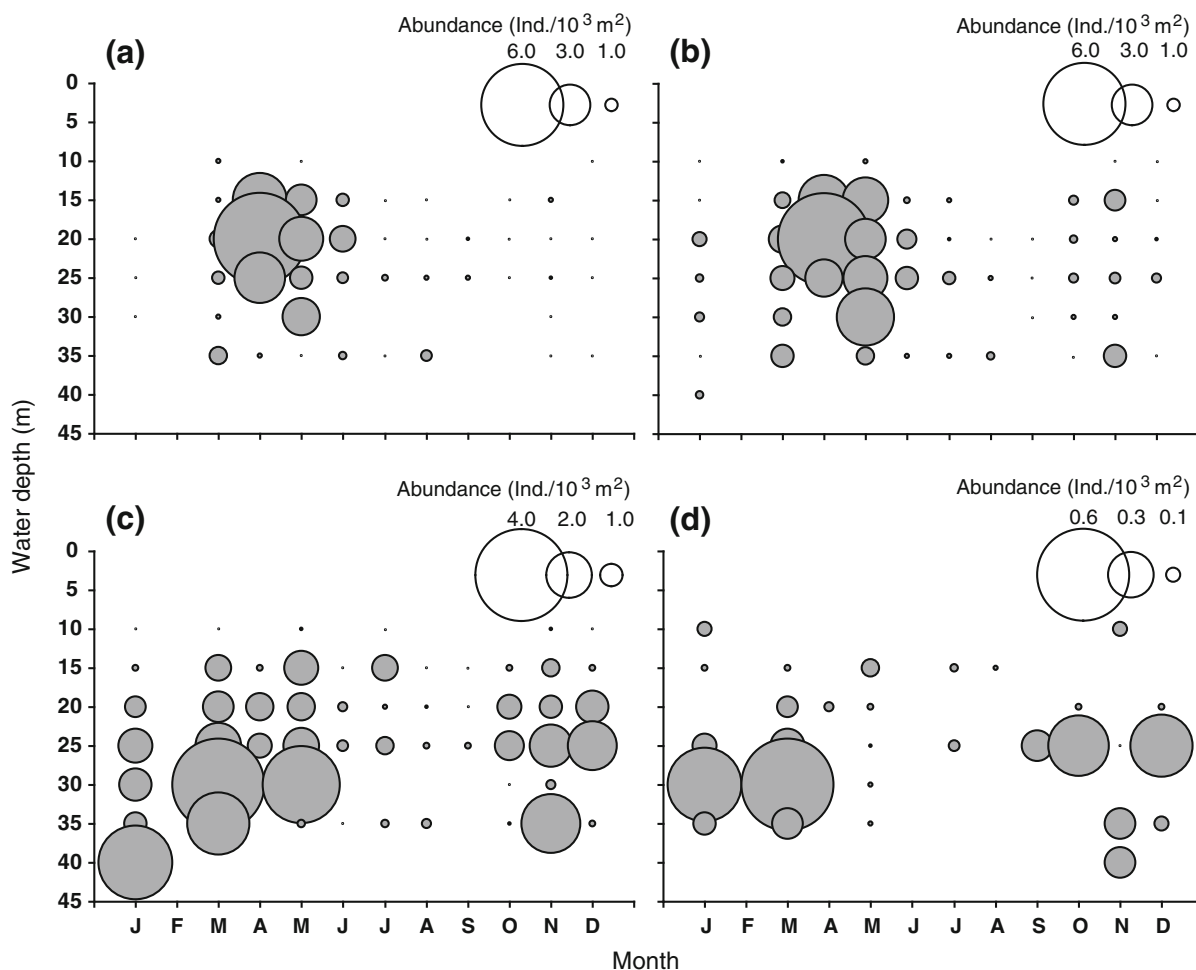 (a)
Abundance (Ind./10³ m²)
6.0 3.0 1.0
(b)
Abundance (Ind./10³ m²)
6.0 3.0 1.0
0
5
10
15
20
25
30
35
40
45
(c)
Abundance (Ind./10³ m²)
4.0 2.0 1.0
(d)
Abundance (Ind./10³ m²)
0.6 0.3 0.1
0
5
10
15
20
25
30
35
40
45
Water depth (m)
J F M A M J J A S O N D
J F M A M J J A S O N D
Month